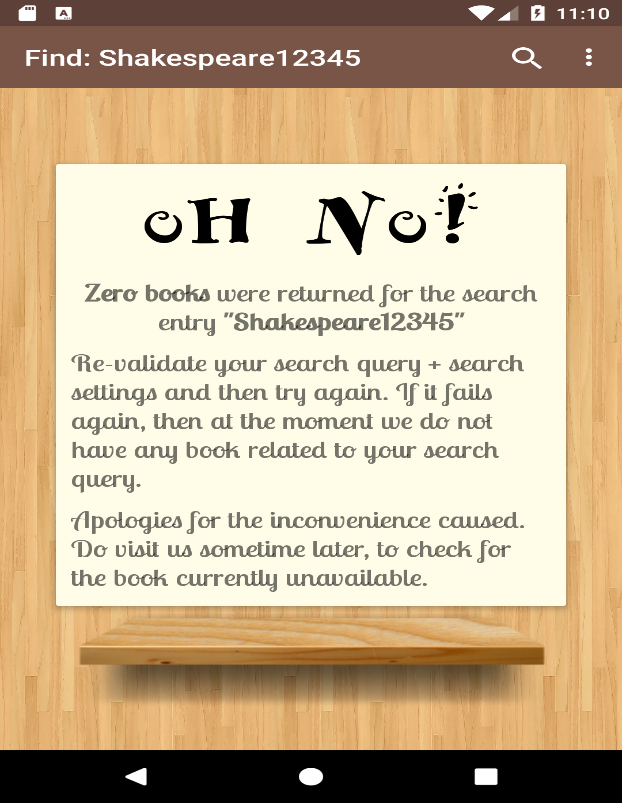 11:10
Find: Shakespeare12345
oH No!
Zero books were returned for the search
entry "Shakespeare12345"
Re-validate your search query + search
settings and then try again. If it fails
again, then at the moment we do not
have any book related to your search
query.
Apologies for the inconvenience caused.
Do visit us sometime later, to check for
the book currently unavailable.